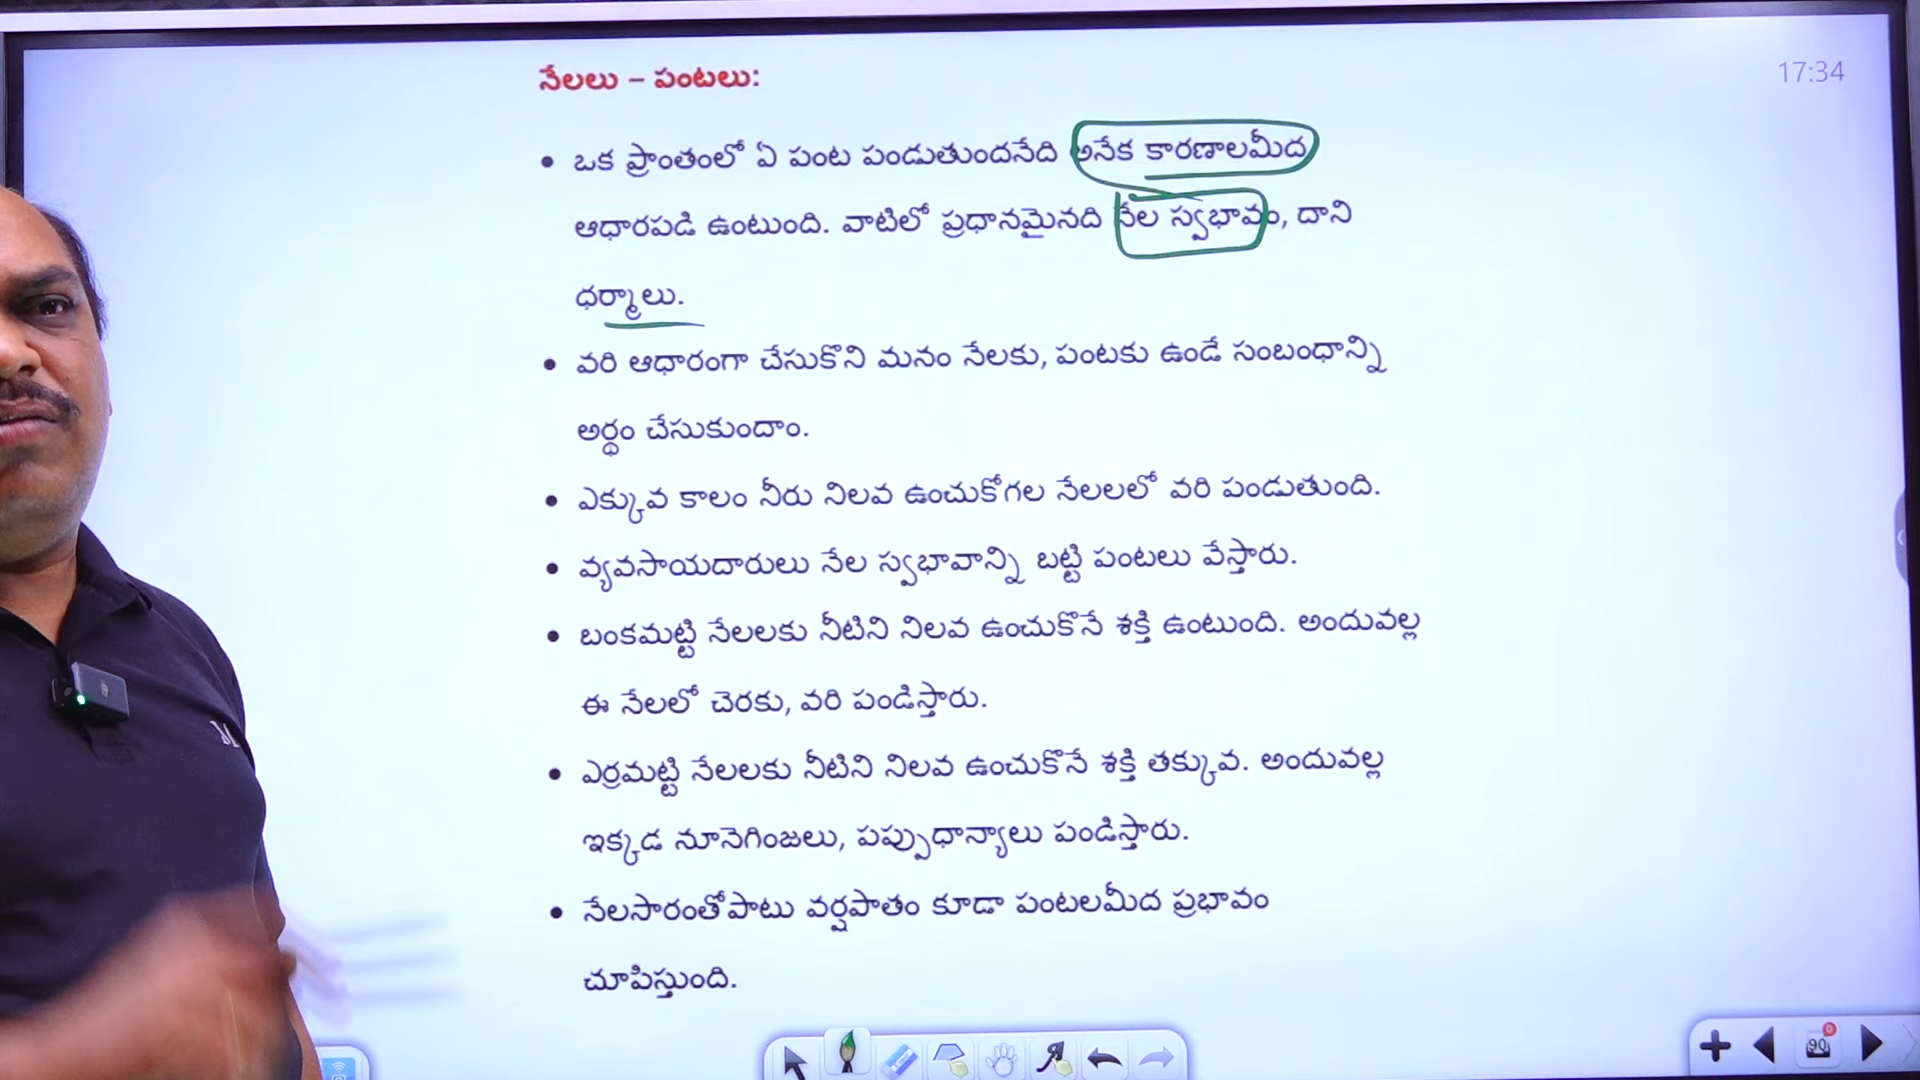 నేలలు – పంటలు:
17:34
• ఒక ప్రాంతంలో ఏ పంట పండుతుందనేది అనేక కారణాలమీద
ఆధారపడి ఉంటుంది. వాటిలో ప్రధానమైనది నేల స్వభావం, దాని
ధర్మాలు.
• వరి ఆధారంగా చేసుకొని మనం నేలకు, పంటకు ఉండే సంబంధాన్ని
అర్థం చేసుకుందాం.
• ఎక్కువ కాలం నీరు నిలవ ఉంచుకోగల నేలలలో వరి పండుతుంది.
• వ్యవసాయదారులు నేల స్వభావాన్ని బట్టి పంటలు వేస్తారు.
• బంకమట్టి నేలలకు నీటిని నిలవ ఉంచుకొనే శక్తి ఉంటుంది. అందువల్ల
ఈ నేలలో చెరకు, వరి పండిస్తారు.
• ఎర్రమట్టి నేలలకు నీటిని నిలవ ఉంచుకొనే శక్తి తక్కువ. అందువల్ల
ఇక్కడ నూనెగింజలు, పప్పుధాన్యాలు పండిస్తారు.
• నేలసారంతోపాటు వర్షపాతం కూడా పంటలమీద ప్రభావం
చూపిస్తుంది.
90